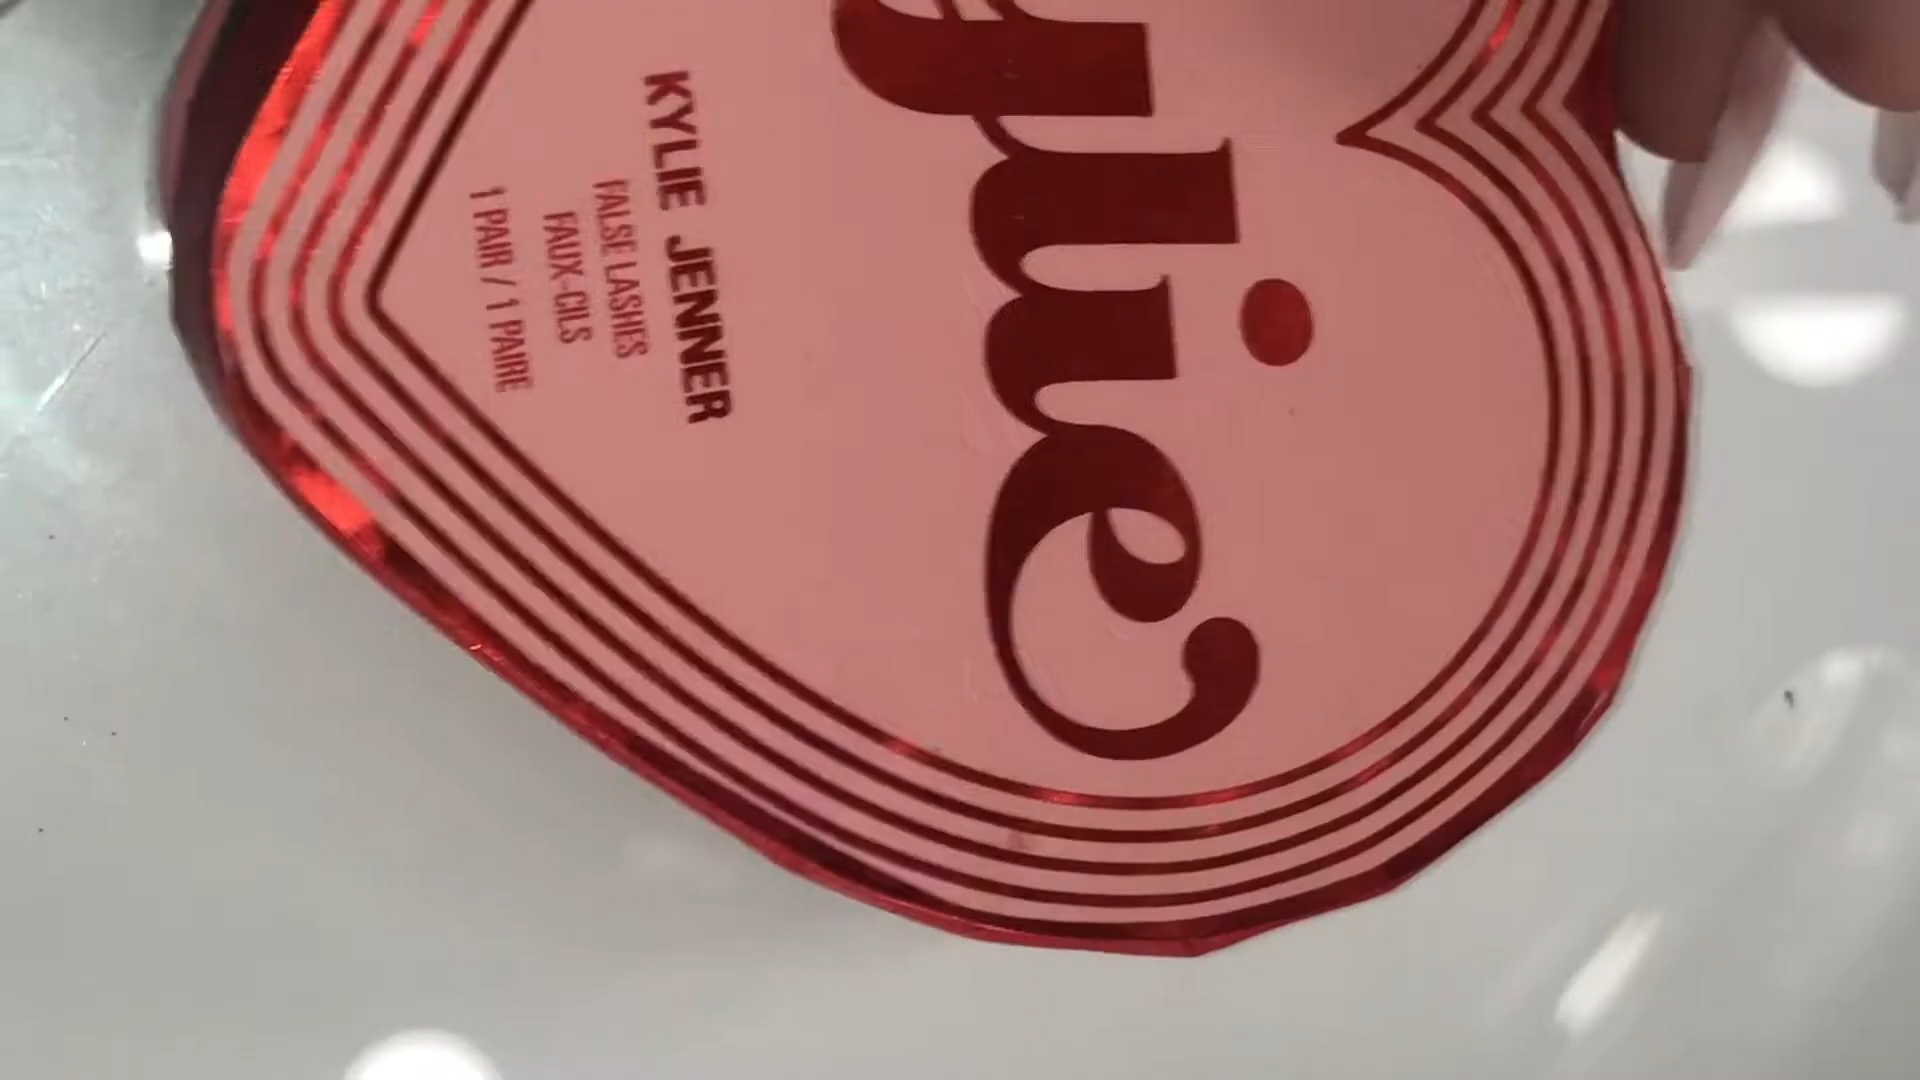 ylie
KYLIE JENNER
FALSE LASHES
FAUX-CILS
1 PAIR / 1 PAIRE